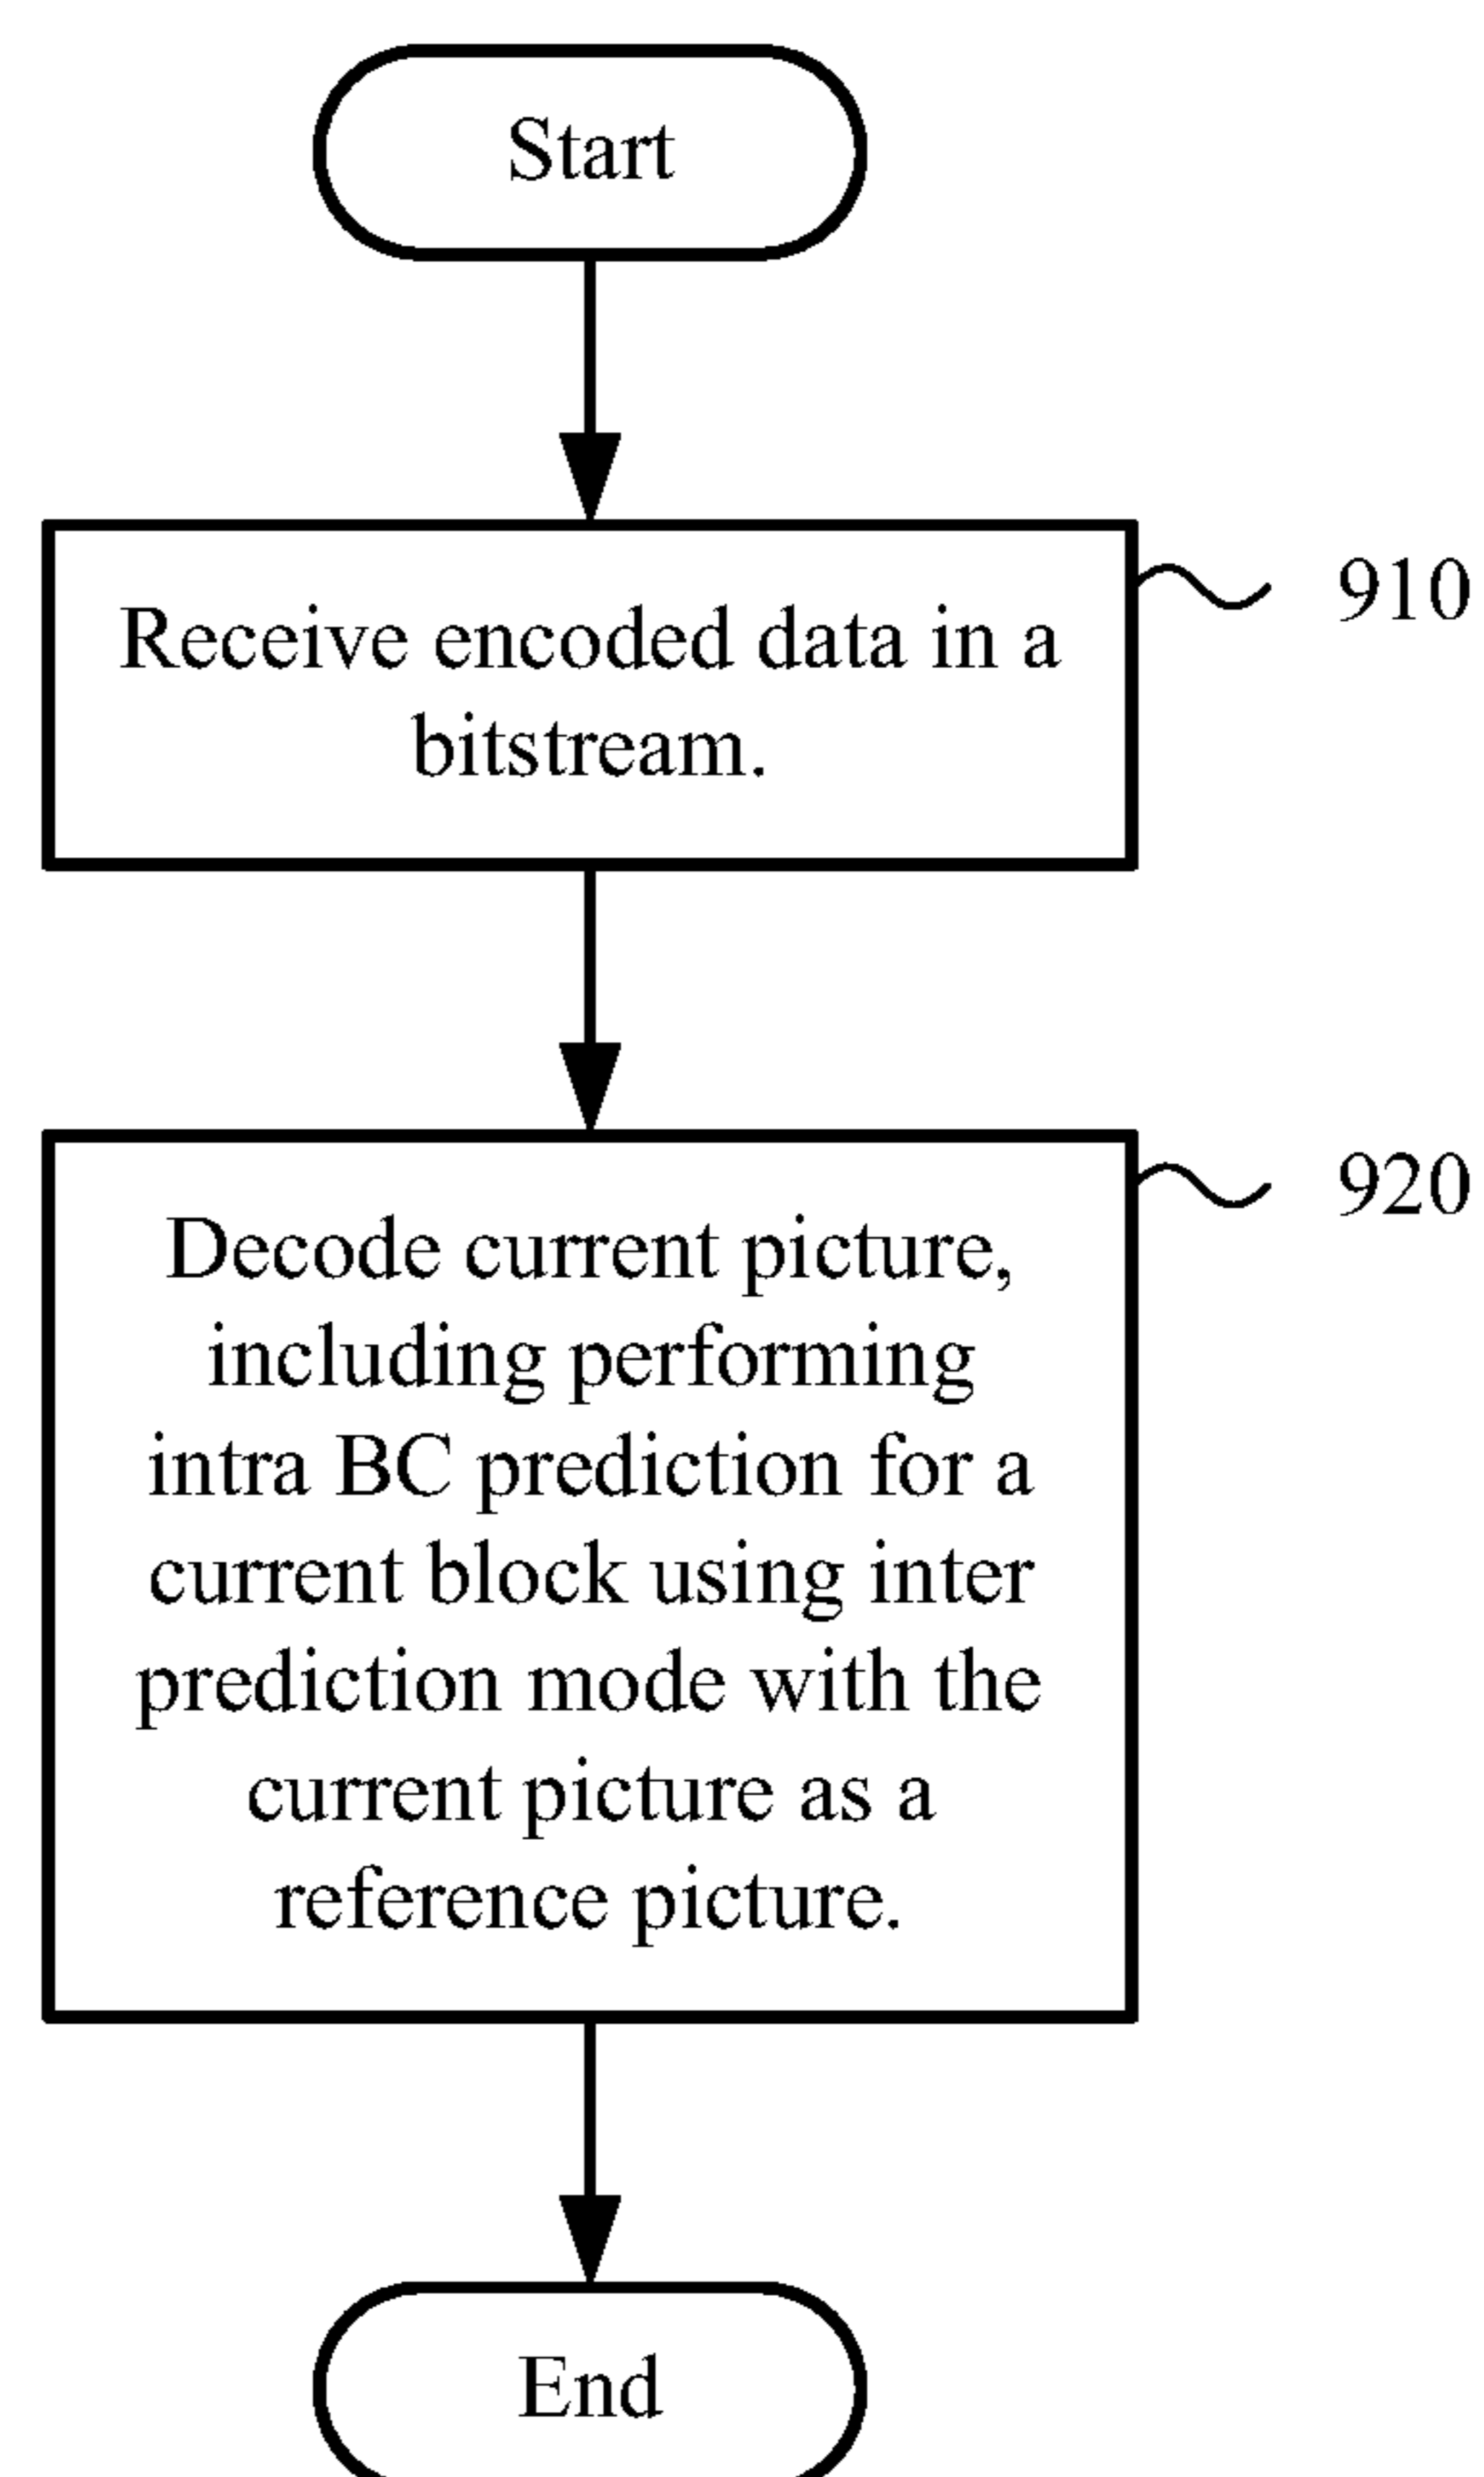 Start
Receive encoded data in a
bitstream.
910
Decode current picture,
including performing
intra BC prediction for a
current block using inter
prediction mode with the
current picture as a
reference picture.
920
End